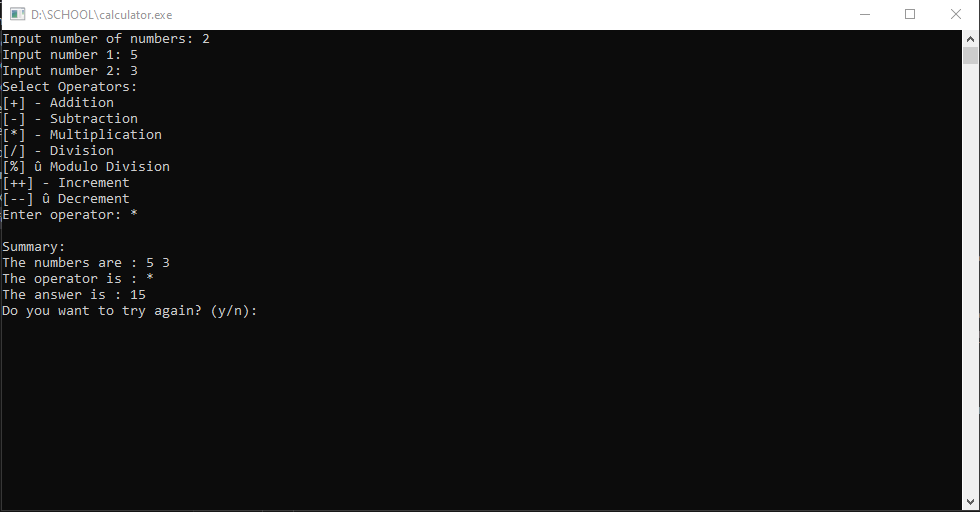 D:\SCHOOL\calculator.exe
Input number of numbers: 2
Input number 1: 5
Input number 2: 3
Select Operators:
[+] - Addition
[-] - Subtraction
[*] - Multiplication
[/] - Division
[%] û Modulo Division
[++] - Increment
[--] û Decrement
Enter operator: *
Summary:
The numbers are : 5 3
The operator is : *
The answer is : 15
Do you want to try again? (y/n):